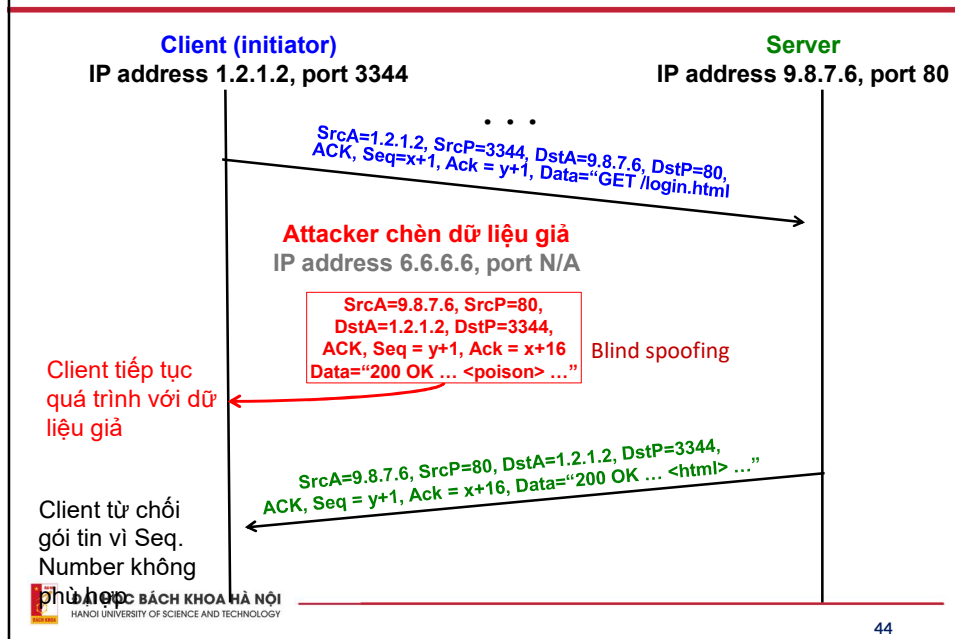 Client (initiator)
IP address 1.2.1.2, port 3344
Server
IP address 9.8.7.6, port 80
. . .
SrcA=1.2.1.2, SrcP=3344, DstA=9.8.7.6, DstP=80,
ACK, Seq=x+1, Ack = y+1, Data=“GET /login.html
Attacker chèn dữ liệu giả
IP address 6.6.6.6, port N/A
SrcA=9.8.7.6, SrcP=80,
DstA=1.2.1.2, DstP=3344,
ACK, Seq = y+1, Ack = x+16
Data=“200 OK … <poison> …”
Blind spoofing
Client tiếp tục
quá trình với dữ
liệu giả
SrcA=9.8.7.6, SrcP=80, DstA=1.2.1.2, DstP=3344,
ACK, Seq = y+1, Ack = x+16, Data=“200 OK … <html> …”
Client từ chối
gói tin vì Seq.
Number không
phù hợp
ĐẠI HỌC BÁCH KHOA HÀ NỘI
HANOI UNIVERSITY OF SCIENCE AND TECHNOLOGY
BÁCH KHOA
44